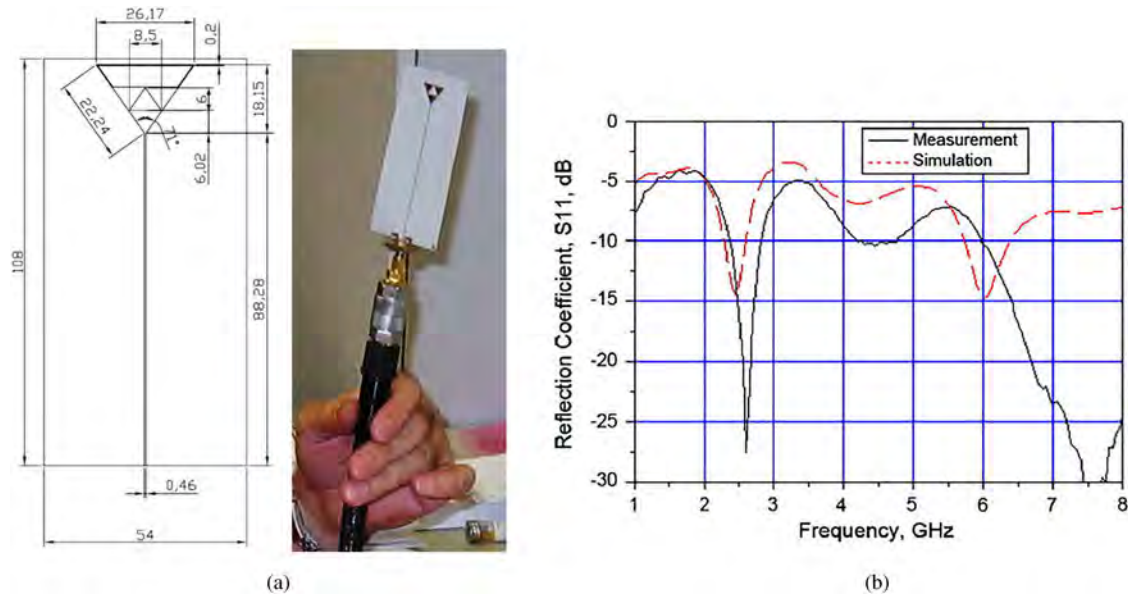 26,17
8,5
0,2
22,24
6
18,15
71°
6,02
108
88,28
0,46
54
(a)
0
-5
-10
-15
-20
-25
-30
Reflection Coefficient, S11, dB
Measurement
Simulation
1 2 3 4 5 6 7 8
Frequency, GHz
(b)